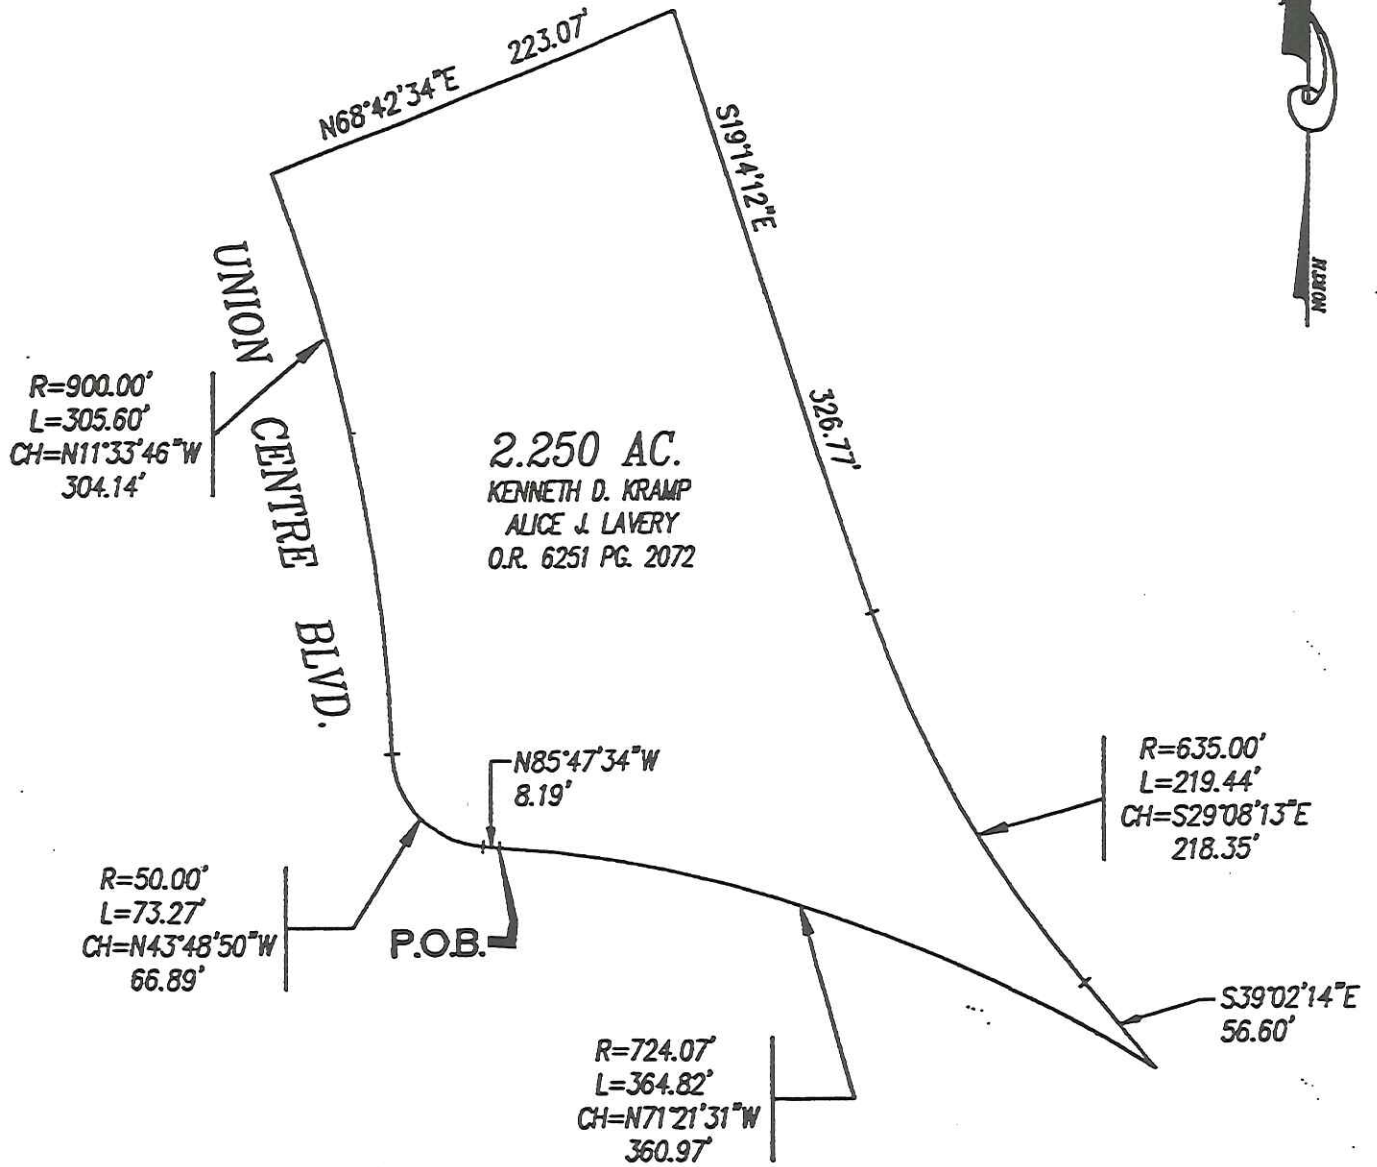 N68°42'34"E 223.07'
S19°14'12"E
326.77'
NORTH
UNION CENTRE BLVD.
R=900.00'
L=305.60'
CH=N11°33'46"W
304.14'
2.250 AC.
KENNETH D. KRAMP
ALICE J. LAVERY
O.R. 6251 PG. 2072
N85°47'34"W
8.19'
R=635.00'
L=219.44'
CH=S29°08'13"E
218.35'
R=50.00'
L=73.27'
CH=N43°48'50"W
66.89'
P.O.B.
S39°02'14"E
56.60'
R=724.07'
L=364.82'
CH=N71°21'31"W
360.97'